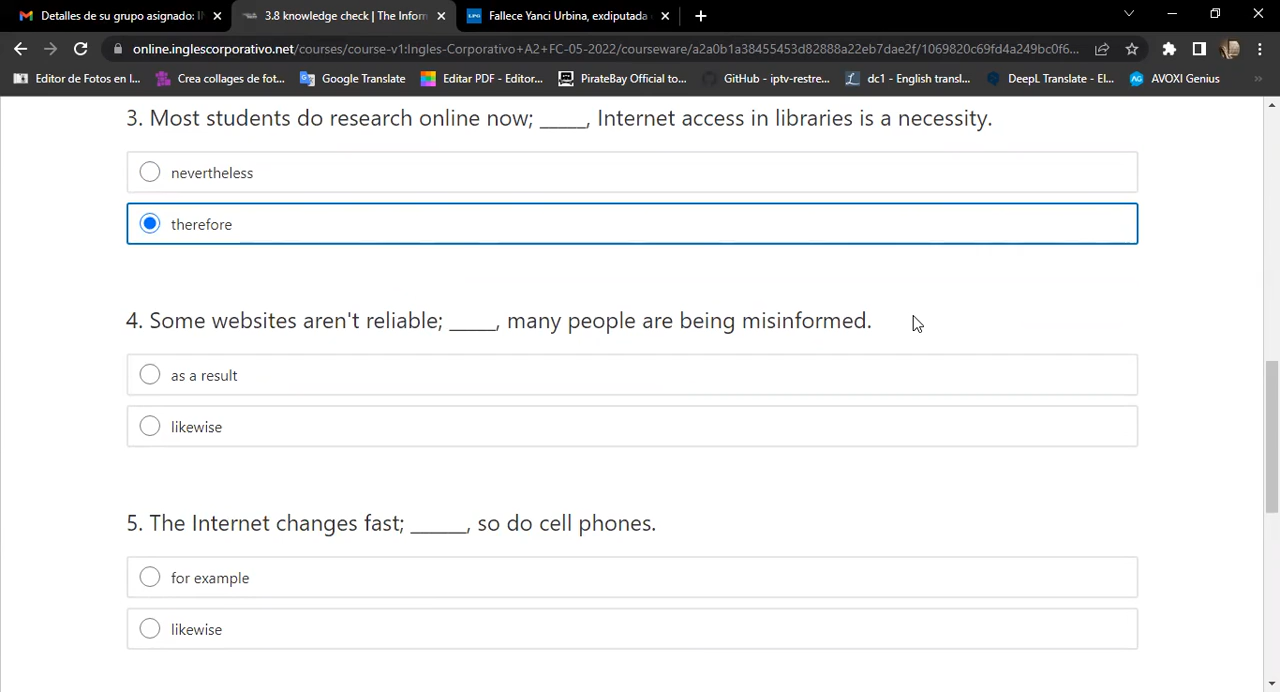 Detalles de su grupo asignado: I
3.8 knowledge check | The Inform
Fallece Yanci Urbina, exdiputada
online.inglescorporativo.net/courses/course-v1:Ingles-Corporativo+A2+FC-05-2022/courseware/a2a0b1a38455453d82888a22eb7dae2f/1069820c69fd4a249bc0f6...
Editor de Fotos en l...
Crea collages de fot...
Google Translate
Editar PDF - Editor...
PirateBay Official to...
GitHub - iptv-restre...
dc1 - English transl...
DeepL Translate - El...
AVOXI Genius
3. Most students do research online now; _____, Internet access in libraries is a necessity.
nevertheless
therefore
4. Some websites aren't reliable; _____, many people are being misinformed.
as a result
likewise
5. The Internet changes fast; ______, so do cell phones.
for example
likewise